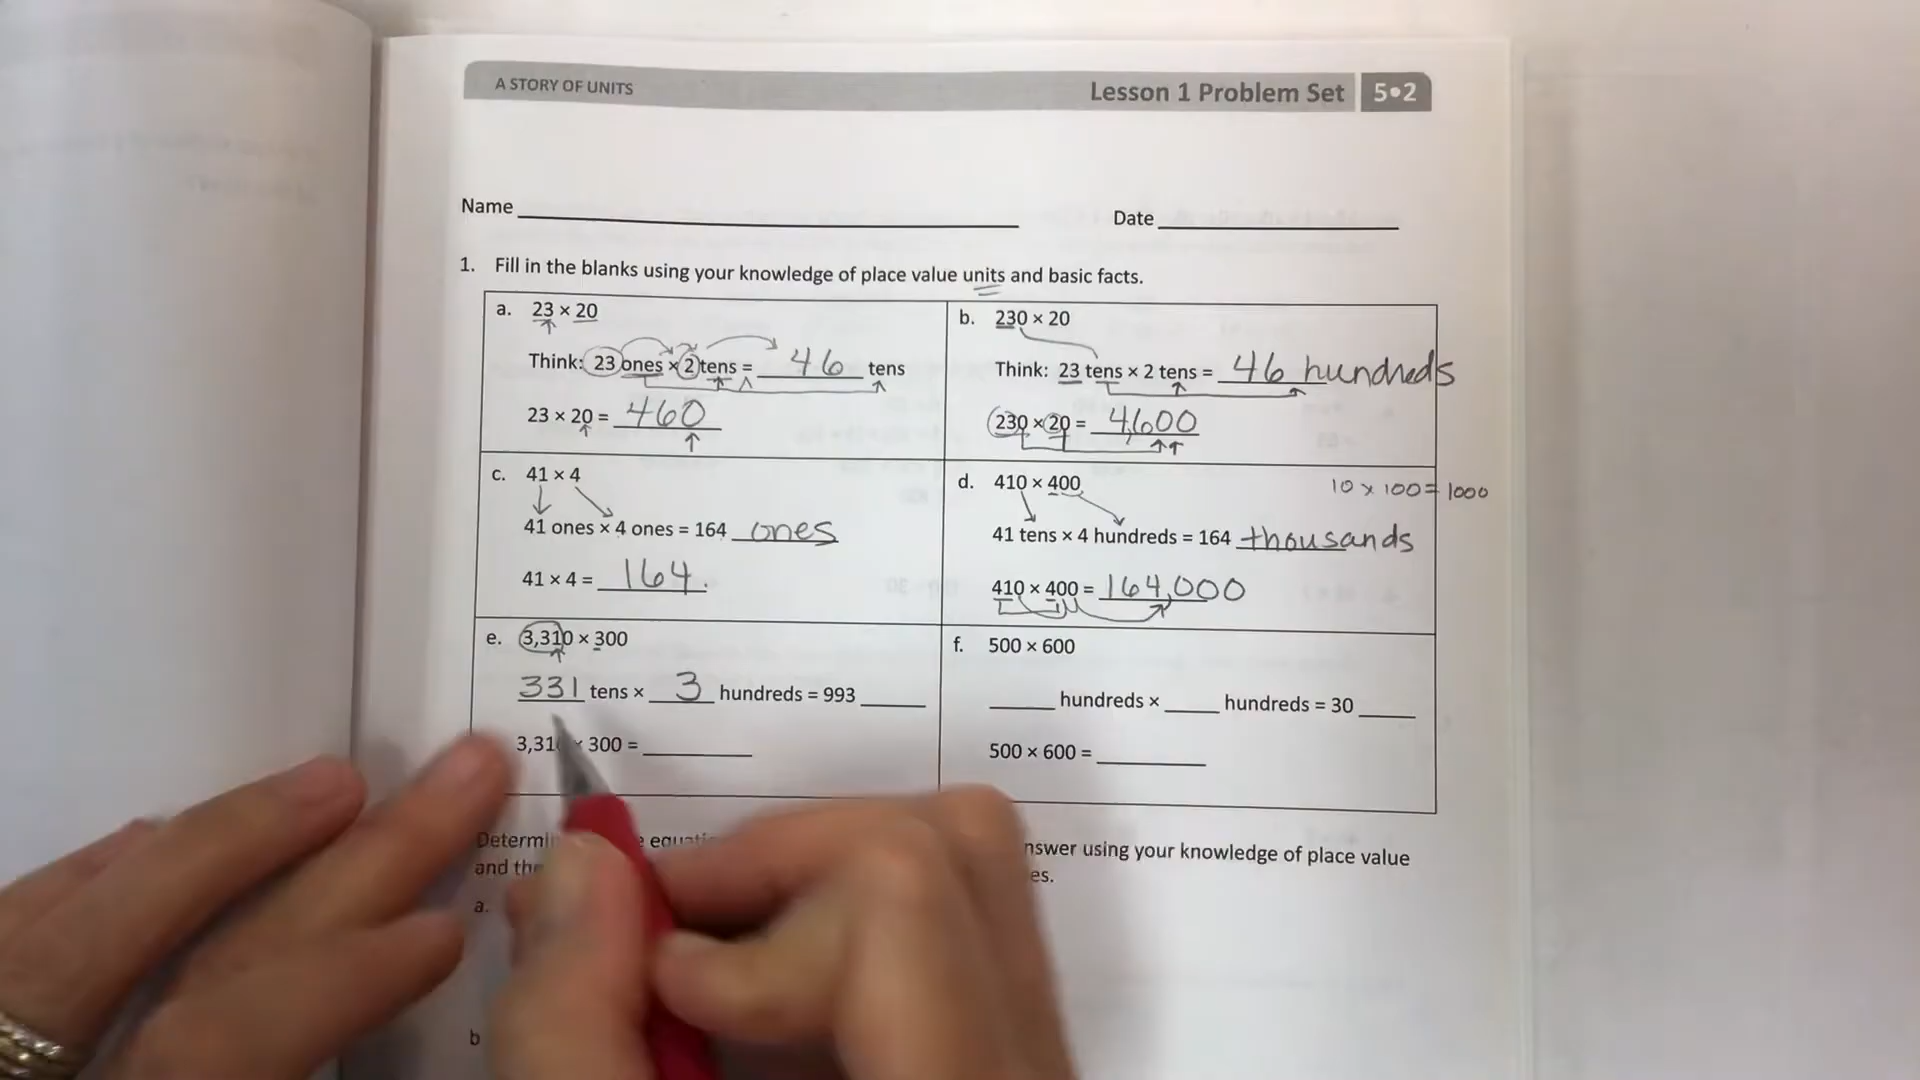 A STORY OF UNITS Lesson 1 Problem Set 5•2
Name Date
1. Fill in the blanks using your knowledge of place value units and basic facts.
a. 23 × 20
Think: 23 ones × 2 tens = 46 tens
23 × 20 = 460
b. 230 × 20
Think: 23 tens × 2 tens = 46 hundreds
230 × 20 = 4,600
c. 41 × 4
41 ones × 4 ones = 164 ones
41 × 4 = 164.
d. 410 × 400
10 × 100 = 1000
41 tens × 4 hundreds = 164 thousands
410 × 400 = 164,000
e. 3,310 × 300
331 tens × 3 hundreds = 993
3,310 × 300 =
f. 500 × 600
hundreds × hundreds = 30
500 × 600 =
nswer using your knowledge of place value
and es.
a.
b